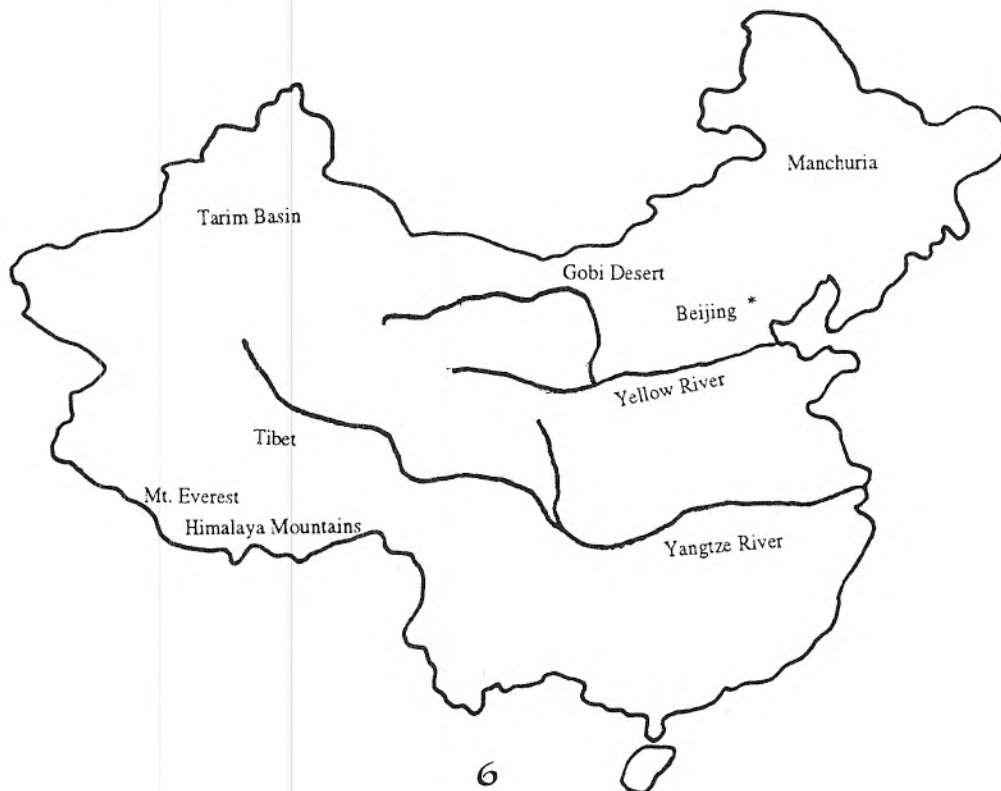 Manchuria
Tarim Basin
Gobi Desert
Beijing *
Yellow River
Tibet
Mt. Everest
Himalaya Mountains
Yangtze River
6